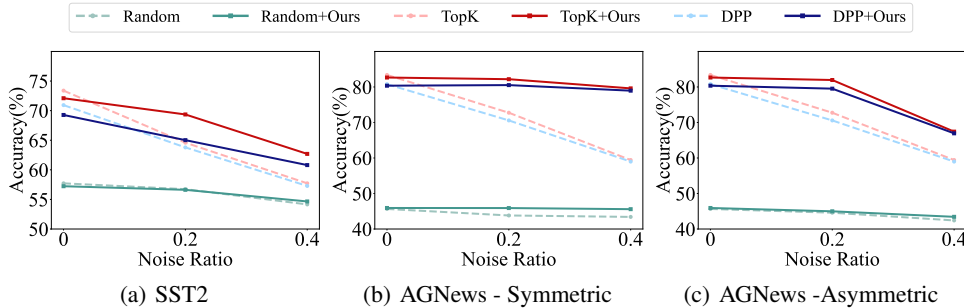 Random Random+Ours TopK TopK+Ours DPP DPP+Ours
Accuracy(%)
75
70
65
60
55
50
0 0.2 0.4
Noise Ratio
(a) SST2
Accuracy(%)
80
70
60
50
40
0 0.2 0.4
Noise Ratio
(b) AGNews - Symmetric
Accuracy(%)
80
70
60
50
40
0 0.2 0.4
Noise Ratio
(c) AGNews -Asymmetric